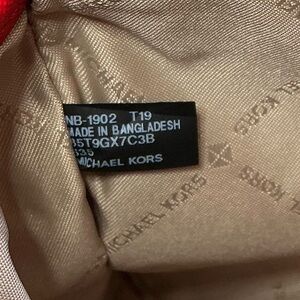 NB-1902 T19
MADE IN BANGLADESH
35T9GX7C3B
MICHAEL KORS
MICHAEL KORS
MICHAEL KORS